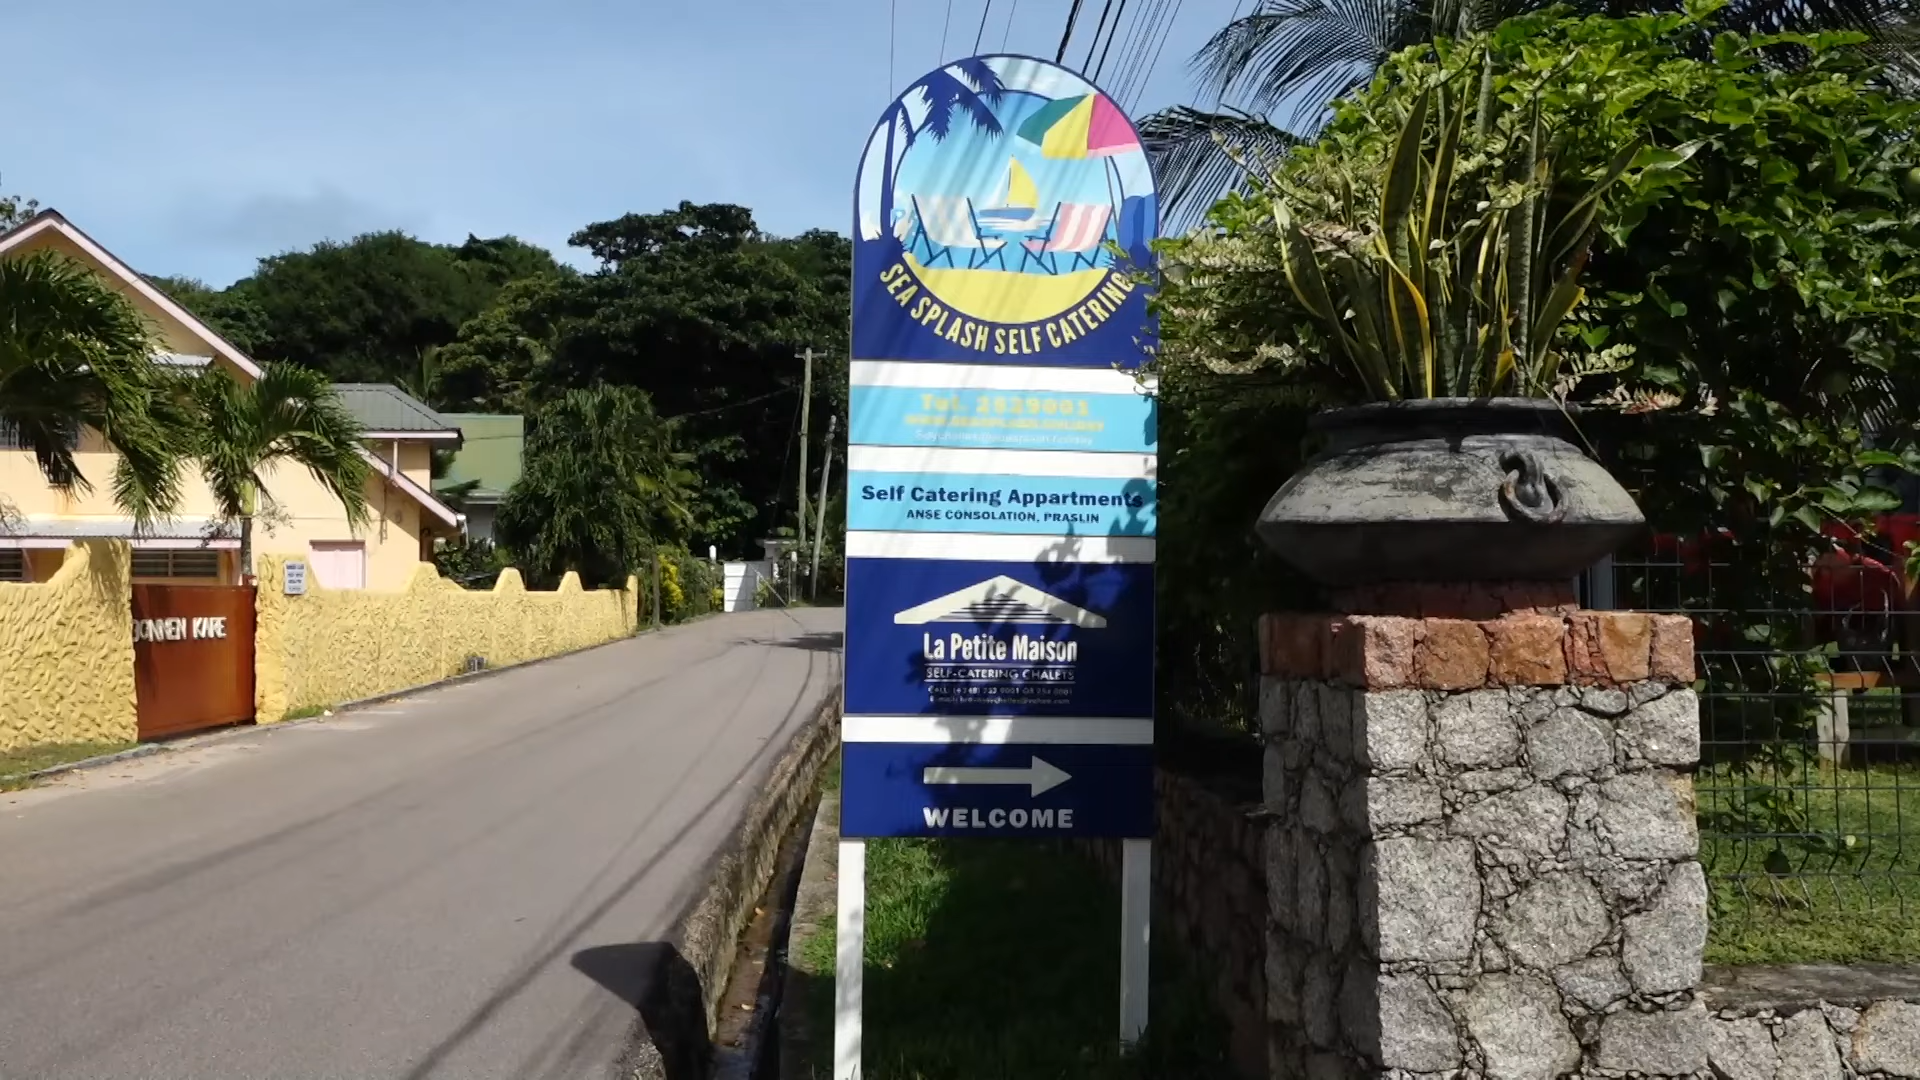 SEA SPLASH SELF CATERING
Tel. 2529001
Self Catering Appartments
ANSE CONSOLATION, PRASLIN
La Petite Maison
SELF-CATERING CHALETS
WELCOME
KARE